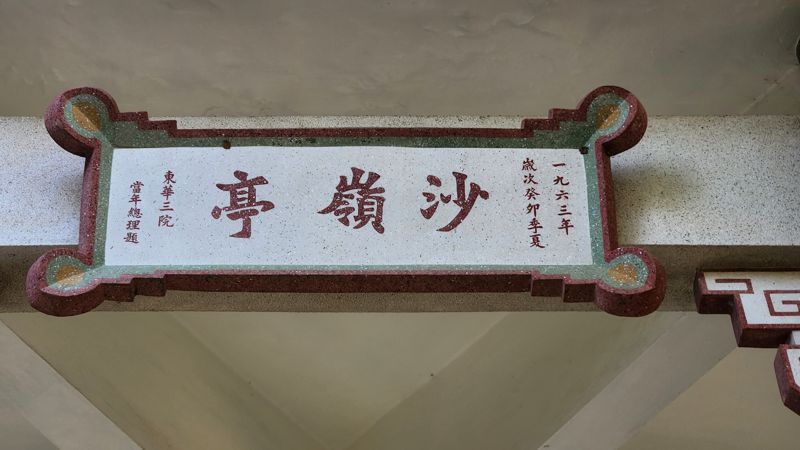 一九六三年
歲次癸卯季夏
沙嶺亭
東華三院
當年總理題